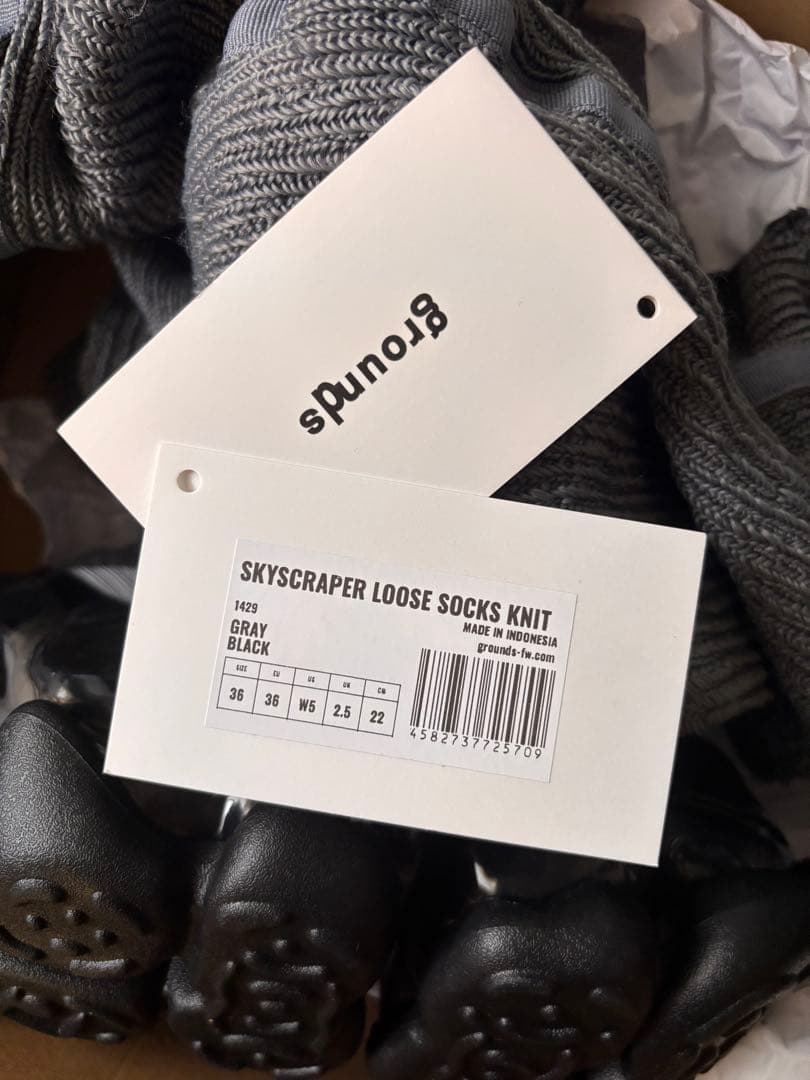 grounds
SKYSCRAPER LOOSE SOCKS KNIT
1429
MADE IN INDONESIA
GRAY
grounds-fw.com
BLACK
SIZE EU US UK CM
36 36 W5 2.5 22
4582737725709